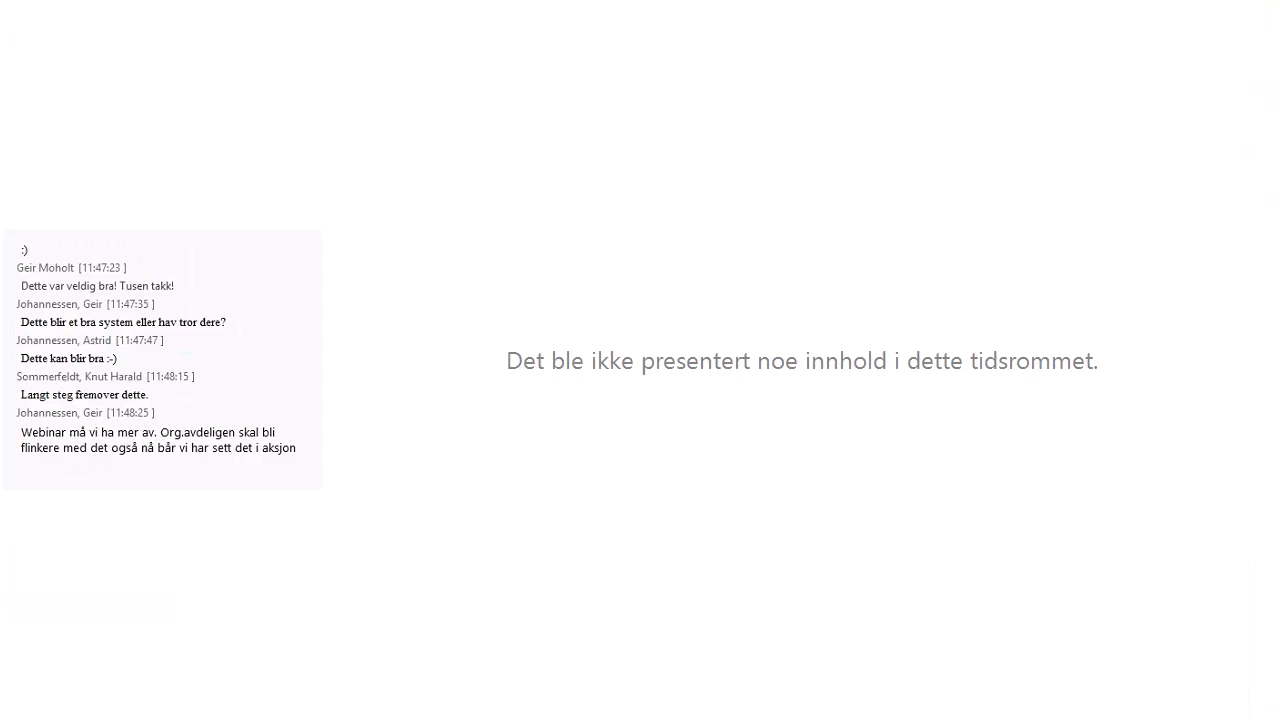 :)
Geir Moholt [11:47:23 ]
Dette var veldig bra! Tusen takk!
Johannessen, Geir [11:47:35 ]
Dette blir et bra system eller hav tror dere?
Johannessen, Astrid [11:47:47 ]
Dette kan blir bra :-)
Sommerfeldt, Knut Harald [11:48:15 ]
Langt steg fremover dette.
Johannessen, Geir [11:48:25 ]
Webinar må vi ha mer av. Org.avdeligen skal bli
flinkere med det også nå bår vi har sett det i aksjon
Det ble ikke presentert noe innhold i dette tidsrommet.